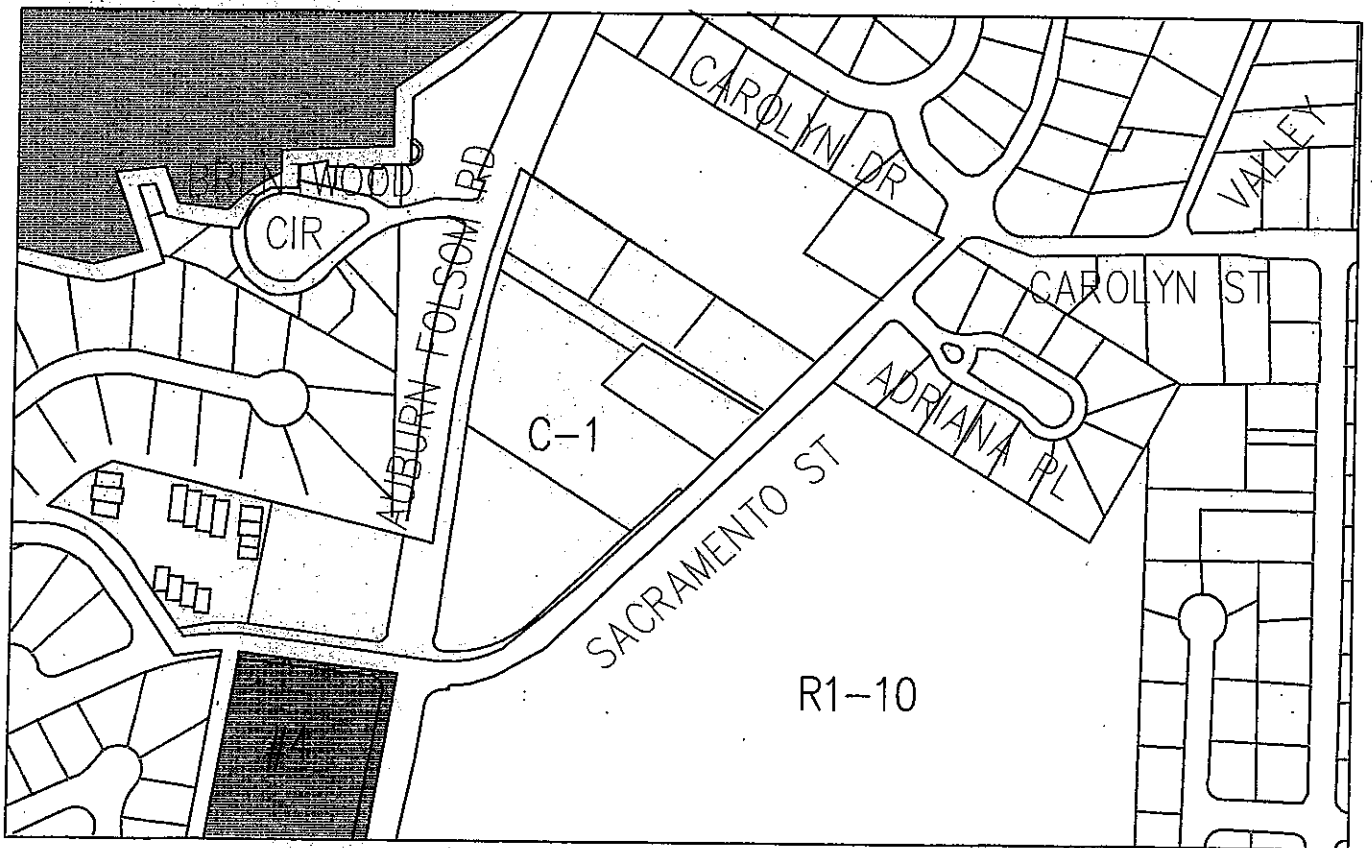 CAROLYN DR
VALLEY
BRENTWOOD
CIR
AUBURN FOLSOM RD
CAROLYN ST
ADRIANA PL
C-1
SACRAMENTO ST
R1-10